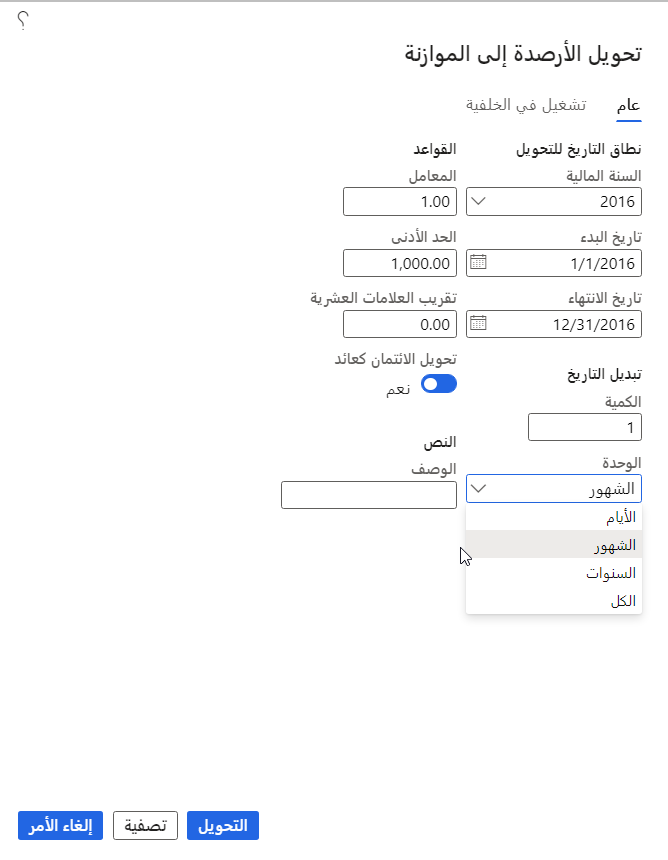 ؟
تحويل الأرصدة إلى الموازنة
عام
تشغيل في الخلفية
نطاق التاريخ للتحويل
السنة المالية
2016
تاريخ البدء
1/1/2016
تاريخ الانتهاء
12/31/2016
تبديل التاريخ
الكمية
1
الوحدة
الشهور
الأيام
الشهور
السنوات
الكل
القواعد
المعامل
1.00
الحد الأدنى
1,000.00
تقريب العلامات العشرية
0.00
تحويل الائتمان كعائد
نعم
النص
الوصف
التحويل
تصفية
إلغاء الأمر